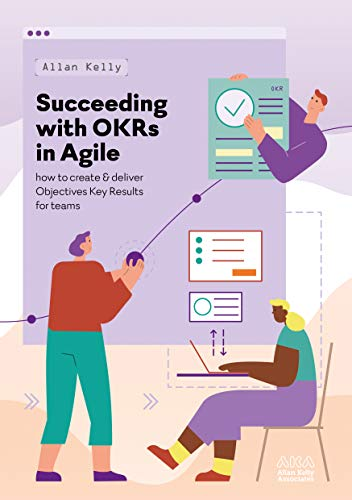 Allan Kelly
OKR
Succeeding
with OKRs
in Agile
how to create & deliver
Objectives Key Results
for teams
AKA
Allan Kelly
Associates